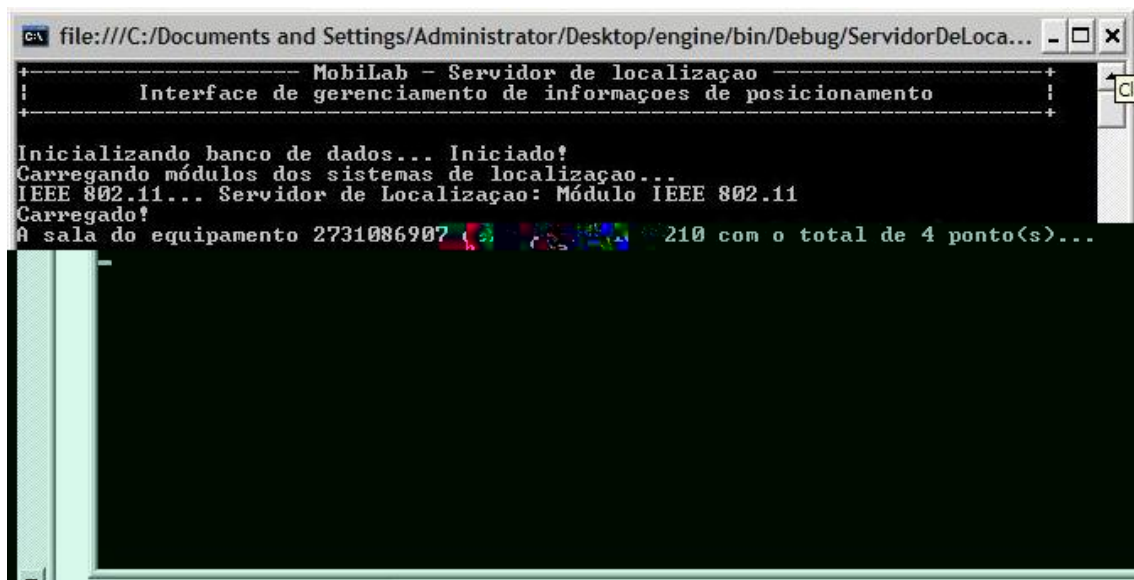 file:///C:/Documents and Settings/Administrator/Desktop/engine/bin/Debug/ServidorDeLoca...
MobiLab - Servidor de localizaçao
Interface de gerenciamento de informaçoes de posicionamento
Inicializando banco de dados... Iniciado!
Carregando módulos dos sistemas de localizaçao...
IEEE 802.11... Servidor de Localizaçao: Módulo IEEE 802.11
Carregado!
A sala do equipamento 2731086907 210 com o total de 4 ponto(s)...